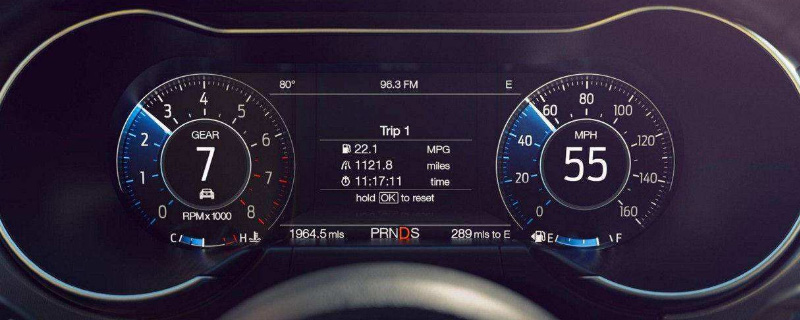 80° 96.3 FM E
Trip 1
22.1 MPG
1121.8 miles
11:17:11 time
hold OK to reset
1964.5 mls PRNDS 289 mls to E
0 1 2 3 4 5 6 7 8
GEAR
7
RPMx1000
C H
0 20 40 60 80 100 120 140 160
MPH
55
E F